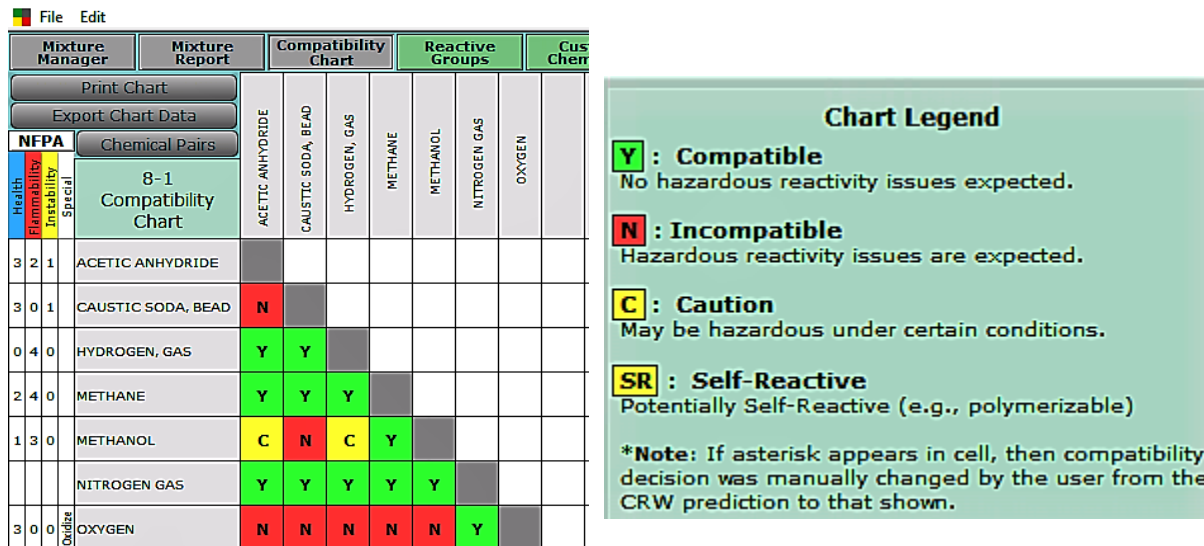 File Edit
Mixture Manager
Mixture Report
Compatibility Chart
Reactive Groups
Print Chart
Export Chart Data
NFPA Chemical Pairs
Health
Flammability
Instability
Special
8-1
Compatibility
Chart
ACETIC ANHYDRIDE
CAUSTIC SODA, BEAD
HYDROGEN, GAS
METHANE
METHANOL
NITROGEN GAS
OXYGEN
3 2 1 ACETIC ANHYDRIDE
3 0 1 CAUSTIC SODA, BEAD N
0 4 0 HYDROGEN, GAS Y Y
2 4 0 METHANE Y Y Y
1 3 0 METHANOL C N C Y
NITROGEN GAS Y Y Y Y Y
3 0 0 Oxidize OXYGEN N N N N N Y
Chart Legend
Y : Compatible
No hazardous reactivity issues expected.
N : Incompatible
Hazardous reactivity issues are expected.
C : Caution
May be hazardous under certain conditions.
SR : Self-Reactive
Potentially Self-Reactive (e.g., polymerizable)
*Note: If asterisk appears in cell, then compatibility
decision was manually changed by the user from the
CRW prediction to that shown.